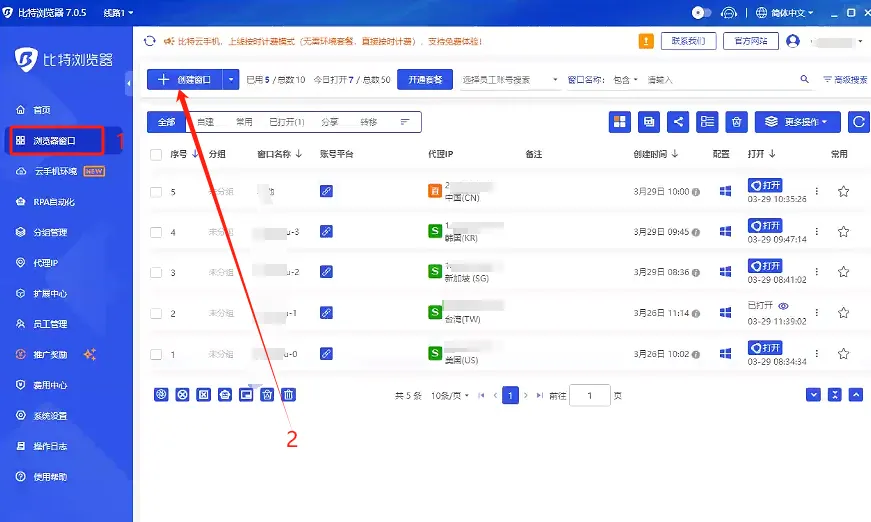 比特浏览器 7.0.5 线路1 简体中文
比特浏览器
比特云手机，上线按时计器模式（无需环境套餐，直接按时计器），支持免器体验！
联系我们 官方网站
创建窗口 已用 5 / 总数 10 今日打开 7 / 总数 50 开通套餐 选择员工账号搜索 窗口名称： 包含 请输入 高级搜索
首页
浏览器窗口 1
云手机环境 NEW
RPA自动化
分组管理
代理IP
扩展中心
员工管理
推广奖励
费用中心
系统设置
操作日志
使用帮助
全部 自建 常用 已打开(1) 分享 转移 更多操作
序号 分组 窗口名称 账号平台 代理IP 备注 创建时间 配置 打开 常用
5 未分组 直 中国(CN) 3月29日 10:00 打开
03-29 10:35:26
4 未分组 u-3 S 韩国(KR) 3月29日 09:45 打开
03-29 09:47:14
3 未分组 u-2 S 新加坡 (SG) 3月29日 08:36 打开
03-29 08:41:02
2 未分组 u-1 S 台湾(TW) 3月26日 11:14 已打开
03-29 11:39:02
1 未分组 u-0 S 美国(US) 3月26日 10:02 打开
03-29 08:34:34
共 5 条 10条/页 1 前往 1 页
2